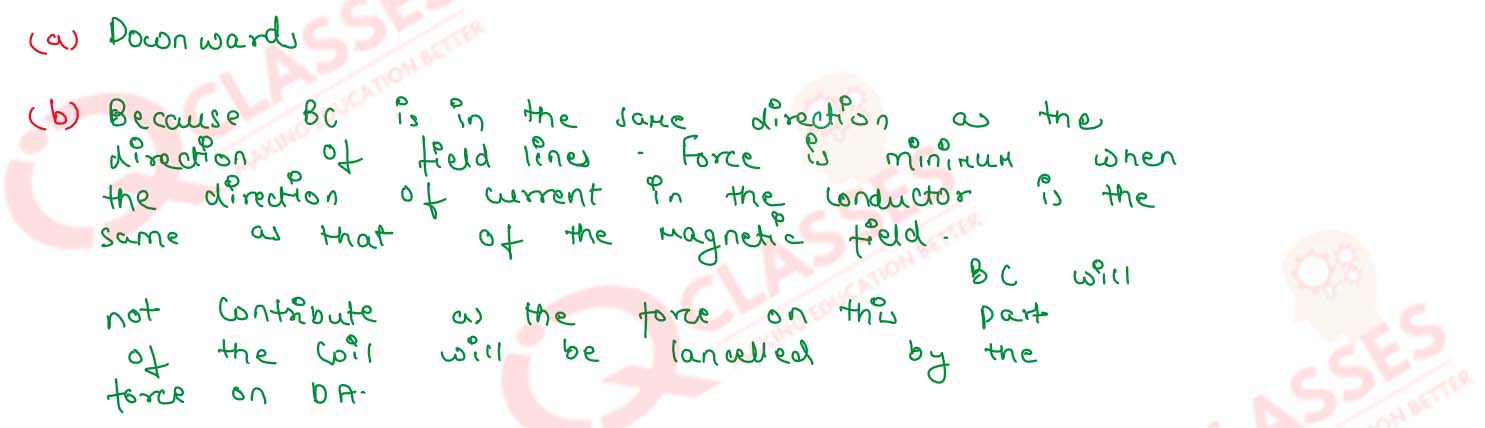 (a) Downwards
(b) Because BC is in the same direction as the
direction of field lines. Force is minimum when
the direction of current in the conductor is the
same as that of the magnetic field.
BC will
not contribute as the force on this part
of the coil will be cancelled by the
force on DA.
CLASSES
MAKING EDUCATION BETTER
CLASSES
MAKING EDUCATION BETTER
ASSES
ON BETTER